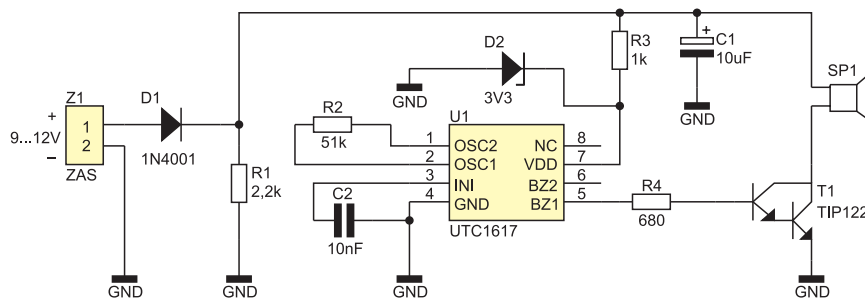 Z1
+
9...12V
–
1
2
ZAS
GND
D1
1N4001
R1
2,2k
GND
R2
51k
C2
10nF
GND
D2
3V3
GND
U1
1 OSC2 NC 8
2 OSC1 VDD 7
3 INI BZ2 6
4 GND BZ1 5
UTC1617
R3
1k
+
C1
10uF
GND
SP1
R4
680
T1
TIP122
GND